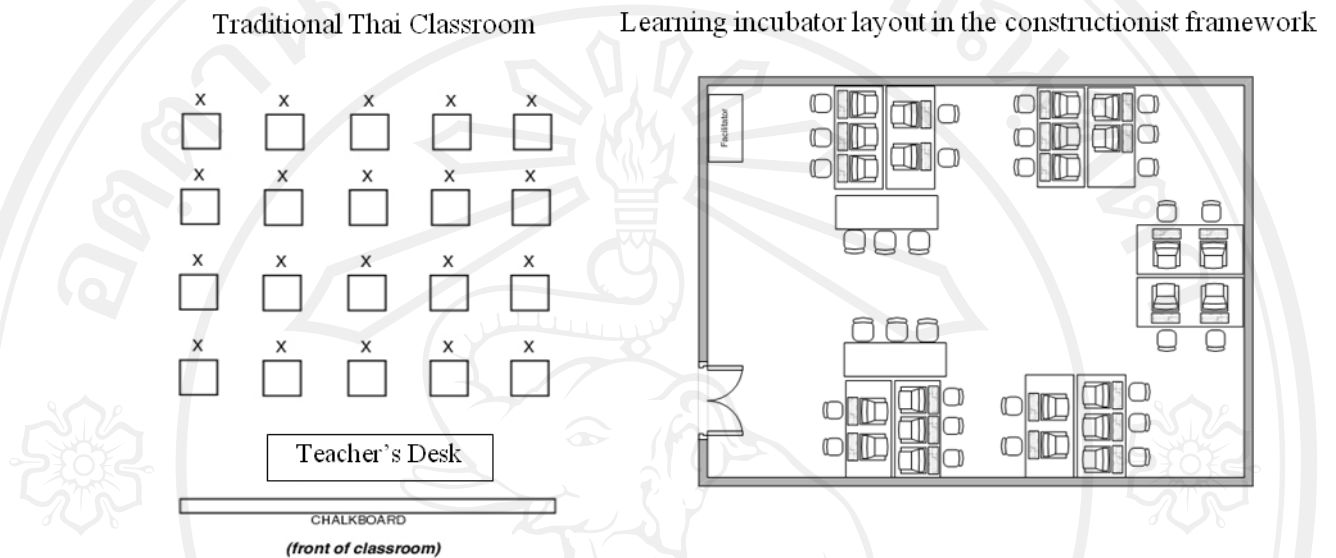 Traditional Thai Classroom
X X X X X
X X X X X
X X X X X
X X X X X
Teacher's Desk
CHALKBOARD
(front of classroom)
Learning incubator layout in the constructionist framework
Facilitator